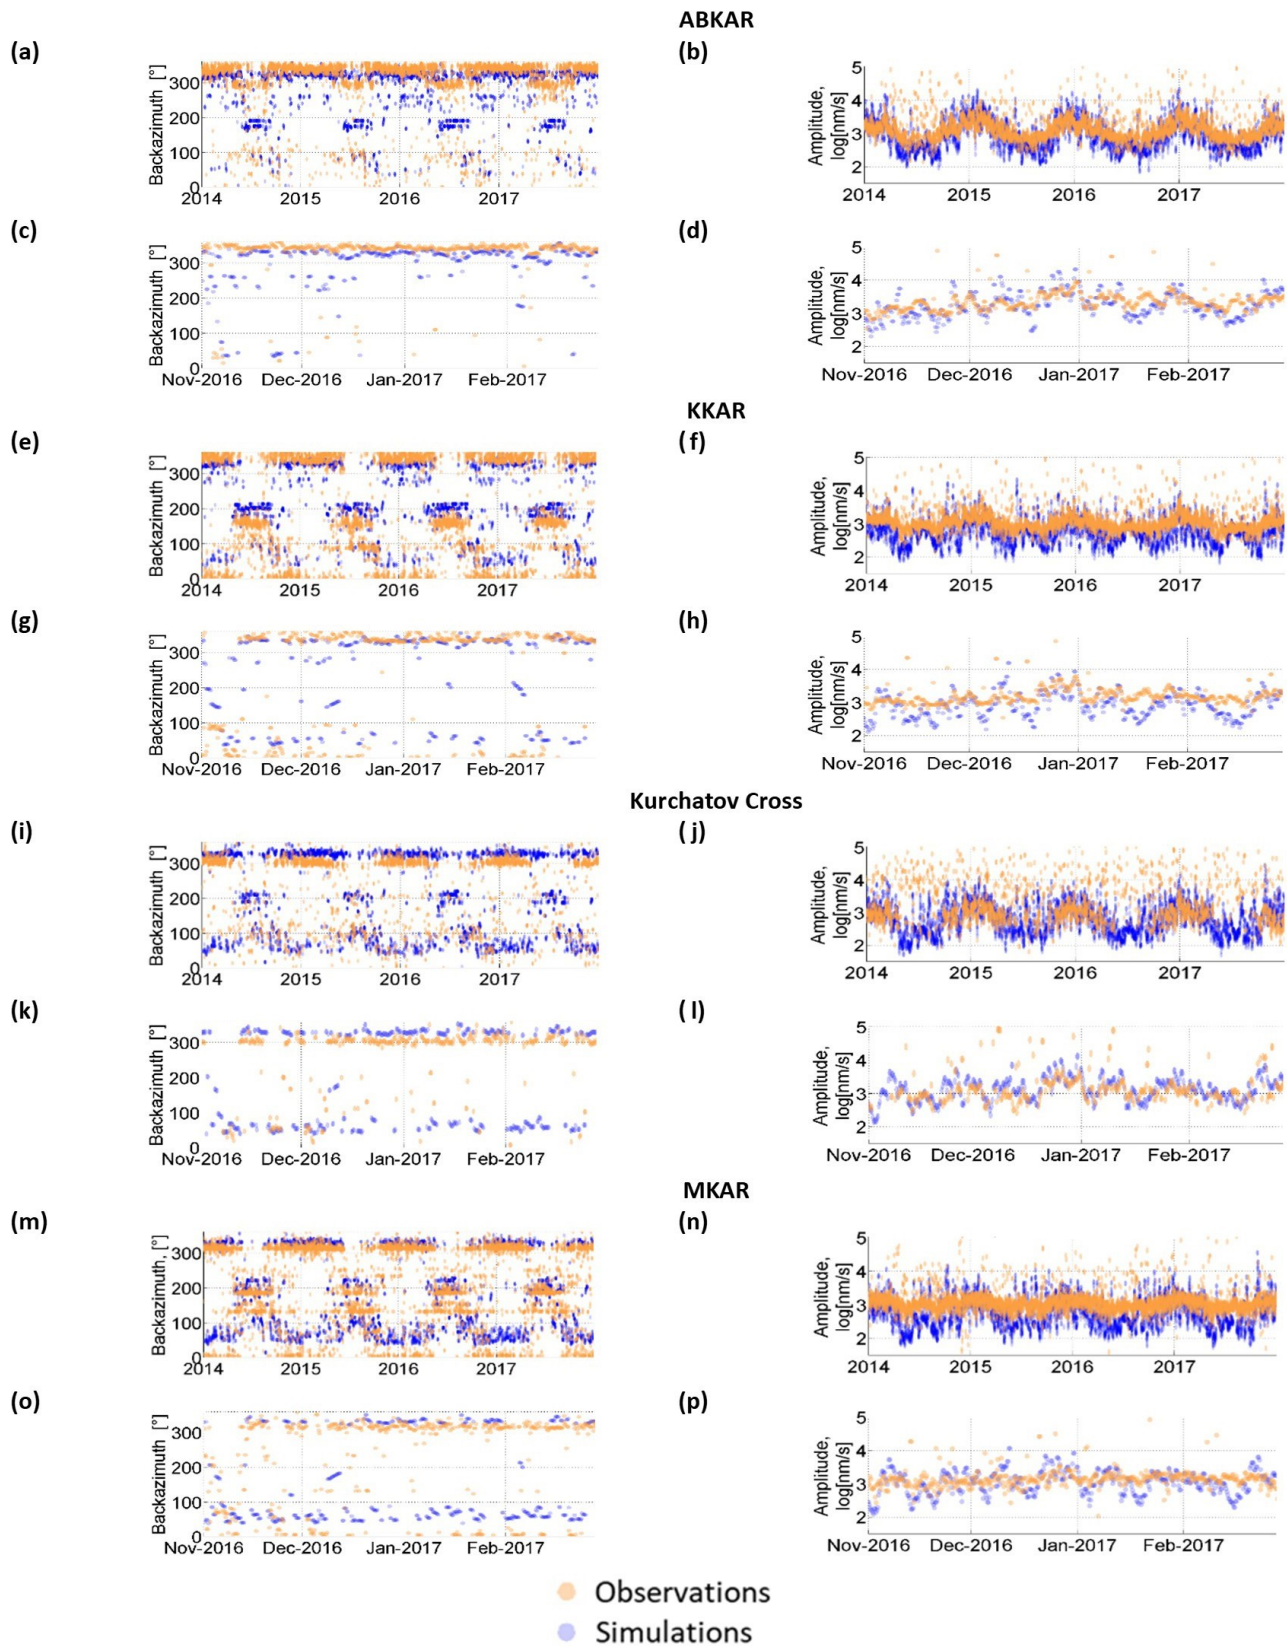 ABKAR
(a)
Backazimuth [°]
300
200
100
0
2014 2015 2016 2017
(b)
Amplitude,
log[nm/s]
5
4
3
2
2014 2015 2016 2017
(c)
Backazimuth [°]
300
200
100
0
Nov-2016 Dec-2016 Jan-2017 Feb-2017
(d)
Amplitude,
log[nm/s]
5
4
3
2
Nov-2016 Dec-2016 Jan-2017 Feb-2017
KKAR
(e)
Backazimuth [°]
300
200
100
0
2014 2015 2016 2017
(f)
Amplitude,
log[nm/s]
5
4
3
2
2014 2015 2016 2017
(g)
Backazimuth [°]
300
200
100
0
Nov-2016 Dec-2016 Jan-2017 Feb-2017
(h)
Amplitude,
log[nm/s]
5
4
3
2
Nov-2016 Dec-2016 Jan-2017 Feb-2017
Kurchatov Cross
(i)
Backazimuth [°]
300
200
100
0
2014 2015 2016 2017
(j)
Amplitude,
log[nm/s]
5
4
3
2
2014 2015 2016 2017
(k)
Backazimuth [°]
300
200
100
0
Nov-2016 Dec-2016 Jan-2017 Feb-2017
(l)
Amplitude,
log[nm/s]
5
4
3
2
Nov-2016 Dec-2016 Jan-2017 Feb-2017
MKAR
(m)
Backazimuth, [°]
300
200
100
0
2014 2015 2016 2017
(n)
Amplitude,
log[nm/s]
5
4
3
2
2014 2015 2016 2017
(o)
Backazimuth [°]
300
200
100
0
Nov-2016 Dec-2016 Jan-2017 Feb-2017
(p)
Amplitude,
log[nm/s]
5
4
3
2
Nov-2016 Dec-2016 Jan-2017 Feb-2017
Observations
Simulations